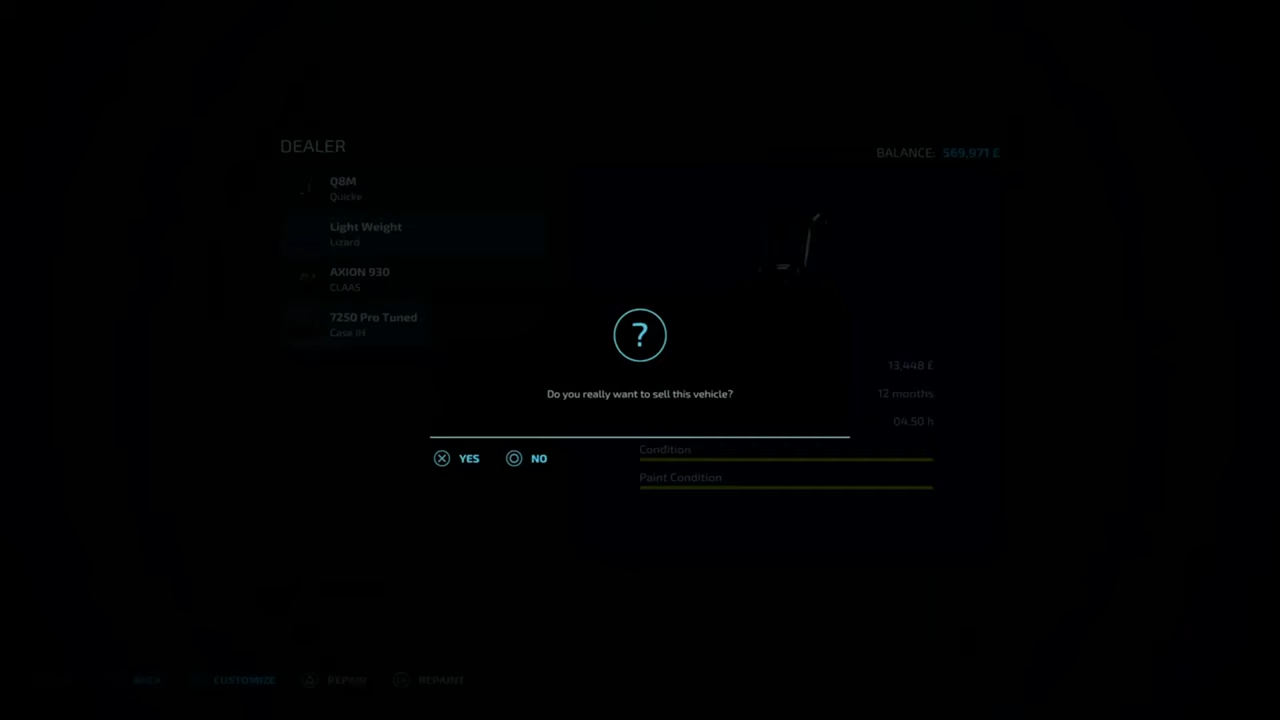 DEALER
BALANCE: 569,971 £
Q8M
Quicke
Light Weight
Lizard
AXION 930
CLAAS
7250 Pro Tuned
Case IH
?
Do you really want to sell this vehicle?
YES
NO
13,448 £
12 months
04.50 h
Condition
Paint Condition
BACK
CUSTOMIZE
REPAIR
REPAINT